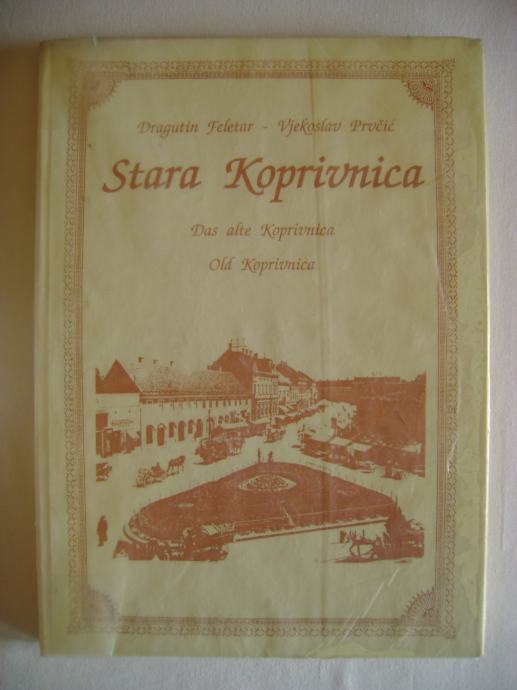 Dragutin Feletar - Vjekoslav Prvčić
Stara Koprivnica
Das alte Koprivnica
Old Koprivnica